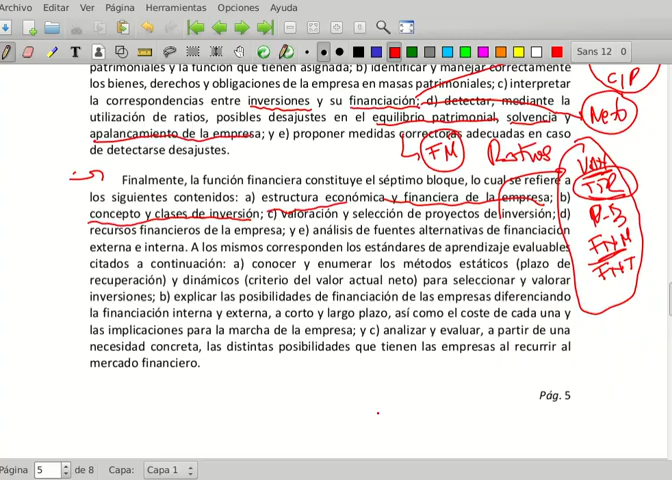 Archivo Editar Ver Página Herramientas Opciones Ayuda
T Sans 12 0
patrimoniales y la función que tienen asignada; b) identificar y manejar correctamente
los bienes, derechos y obligaciones de la empresa en masas patrimoniales; c) interpretar
la correspondencias entre inversiones y su financiación; d) detectar, mediante la
utilización de ratios, posibles desajustes en el equilibrio patrimonial, solvencia y
apalancamiento de la empresa; y e) proponer medidas correctoras adecuadas en caso
de detectarse desajustes.
C/P
Neto
FM Ratios
VAN
TIR
Finalmente, la función financiera constituye el séptimo bloque, lo cual se refiere a
los siguientes contenidos: a) estructura económica y financiera de la empresa; b)
concepto y clases de inversión; c) valoración y selección de proyectos de inversión; d)
recursos financieros de la empresa; y e) análisis de fuentes alternativas de financiación
externa e interna. A los mismos corresponden los estándares de aprendizaje evaluables
citados a continuación: a) conocer y enumerar los métodos estáticos (plazo de
recuperación) y dinámicos (criterio del valor actual neto) para seleccionar y valorar
inversiones; b) explicar las posibilidades de financiación de las empresas diferenciando
la financiación interna y externa, a corto y largo plazo, así como el coste de cada una y
las implicaciones para la marcha de la empresa; y c) analizar y evaluar, a partir de una
necesidad concreta, las distintas posibilidades que tienen las empresas al recurrir al
mercado financiero.
FNM
FNT
Pág. 5
Página 5 de 8 Capa: Capa 1